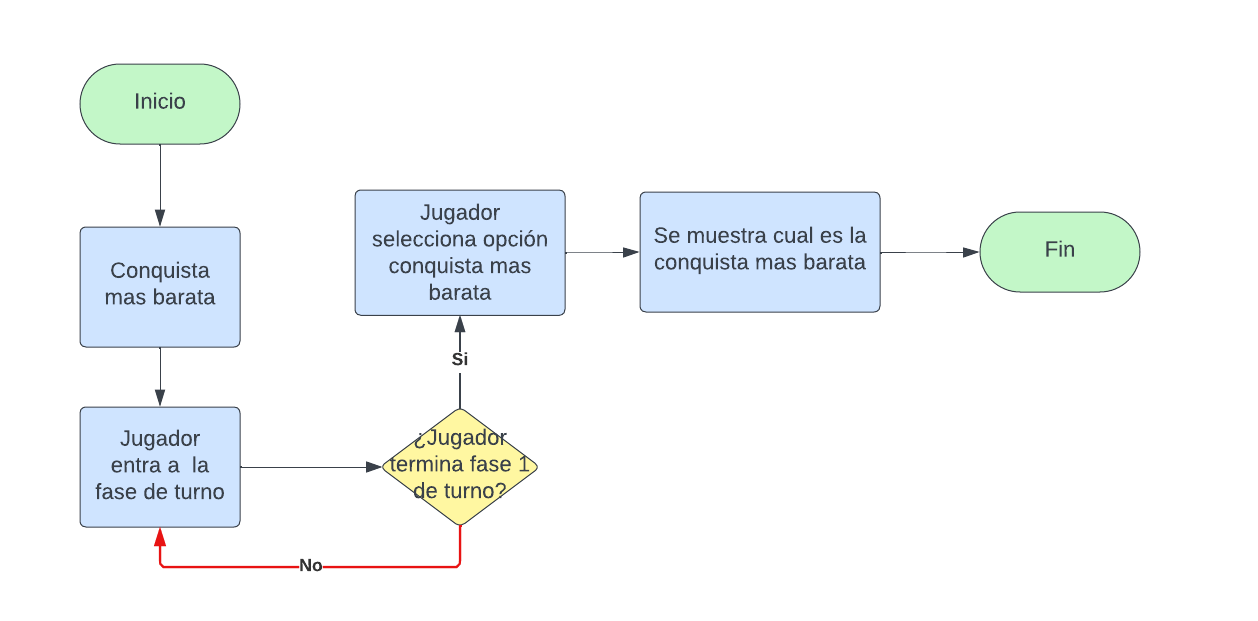 Inicio
Conquista
mas barata
Jugador
entra a  la
fase de turno
¿Jugador
termina fase 1
de turno?
No
Si
Jugador
selecciona opción
conquista mas
barata
Se muestra cual es la
conquista mas barata
Fin